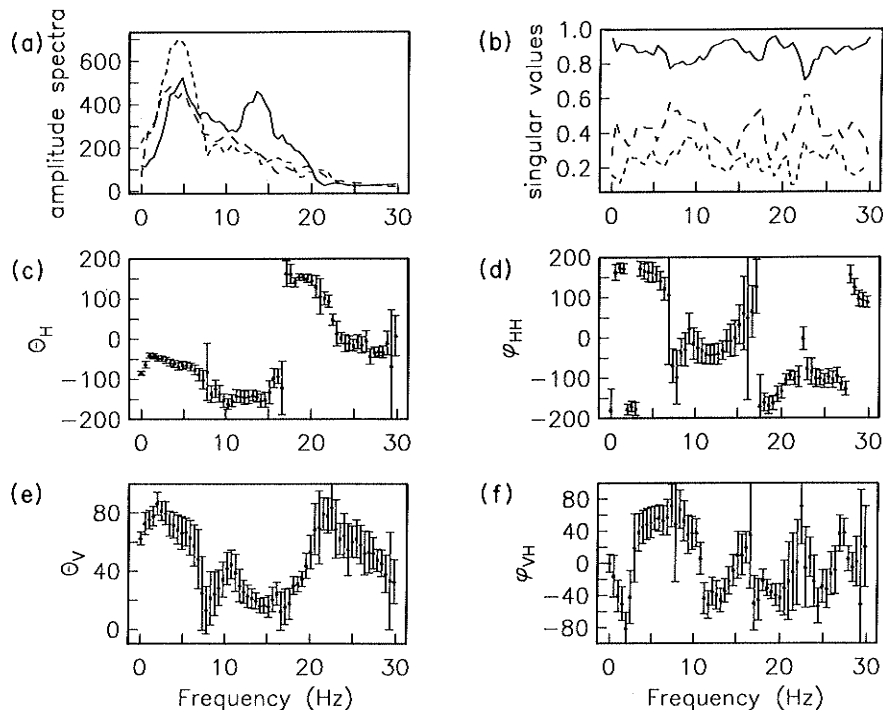 (a)
amplitude spectra
600
400
200
0
0 10 20 30
(b)
singular values
1.0
0.8
0.6
0.4
0.2
0 10 20 30
(c)
Θ_H
200
100
0
−100
−200
0 10 20 30
(d)
φ_HH
200
100
0
−100
−200
0 10 20 30
(e)
Θ_V
80
40
0
0 10 20 30
Frequency (Hz)
(f)
φ_VH
80
40
0
−40
−80
0 10 20 30
Frequency (Hz)